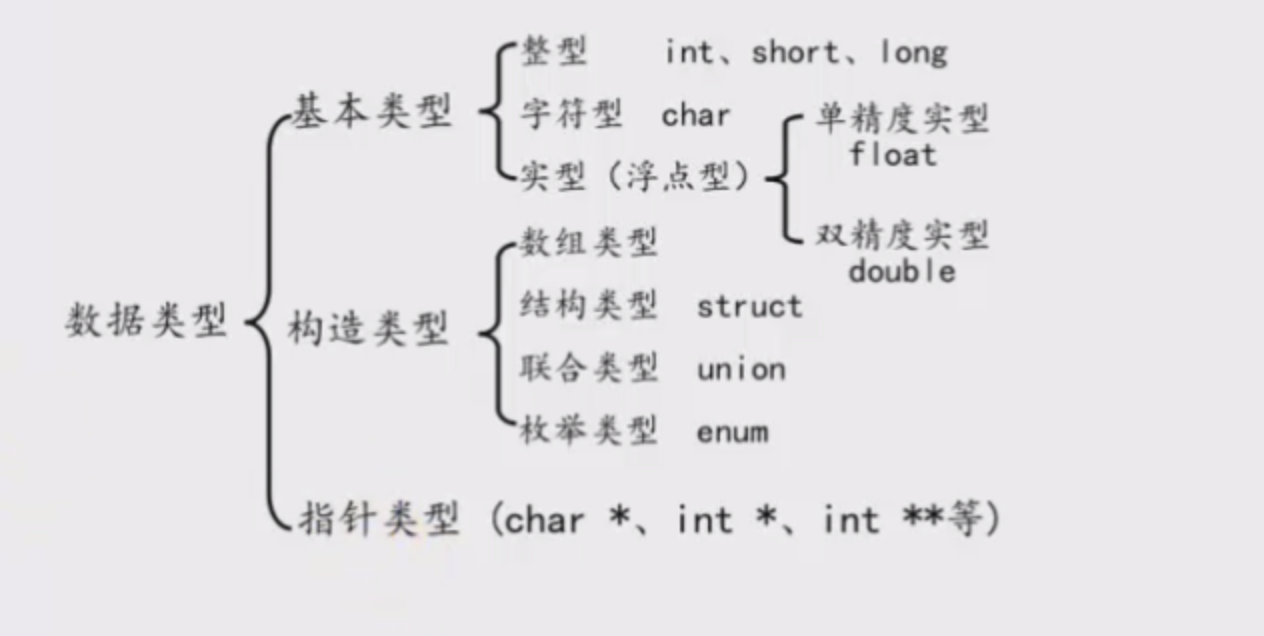 整型 int、short、long
基本类型
字符型 char
单精度实型
float
实型（浮点型）
数组类型
双精度实型
double
结构类型 struct
数据类型
构造类型
联合类型 union
枚举类型 enum
指针类型（char *、int *、int **等）